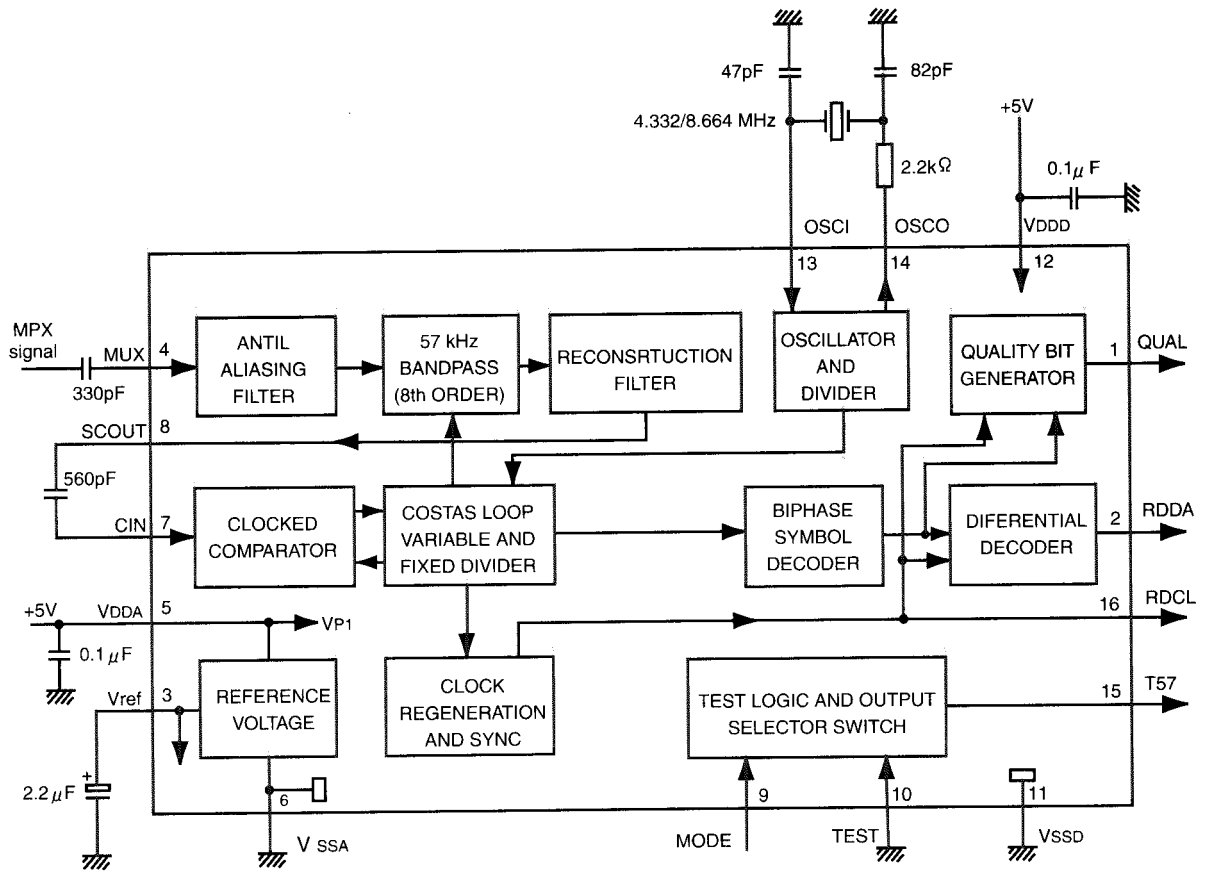 47pF
82pF
4.332/8.664 MHz
2.2kΩ
+5V
0.1μF
OSCI
OSCO
VDDD
13
14
12
MPX
signal
MUX
4
330pF
ANTIL
ALIASING
FILTER
57 kHz
BANDPASS
(8th ORDER)
RECONSRTUCTION
FILTER
OSCILLATOR
AND
DIVIDER
QUALITY BIT
GENERATOR
1
QUAL
SCOUT
8
560pF
CIN
7
CLOCKED
COMPARATOR
COSTAS LOOP
VARIABLE AND
FIXED DIVIDER
BIPHASE
SYMBOL
DECODER
DIFERENTIAL
DECODER
2
RDDA
+5V
VDDA
5
VP1
16
RDCL
0.1μF
Vref
3
REFERENCE
VOLTAGE
CLOCK
REGENERATION
AND SYNC
TEST LOGIC AND OUTPUT
SELECTOR SWITCH
15
T57
+
2.2μF
6
9
10
11
V SSA
MODE
TEST
VSSD